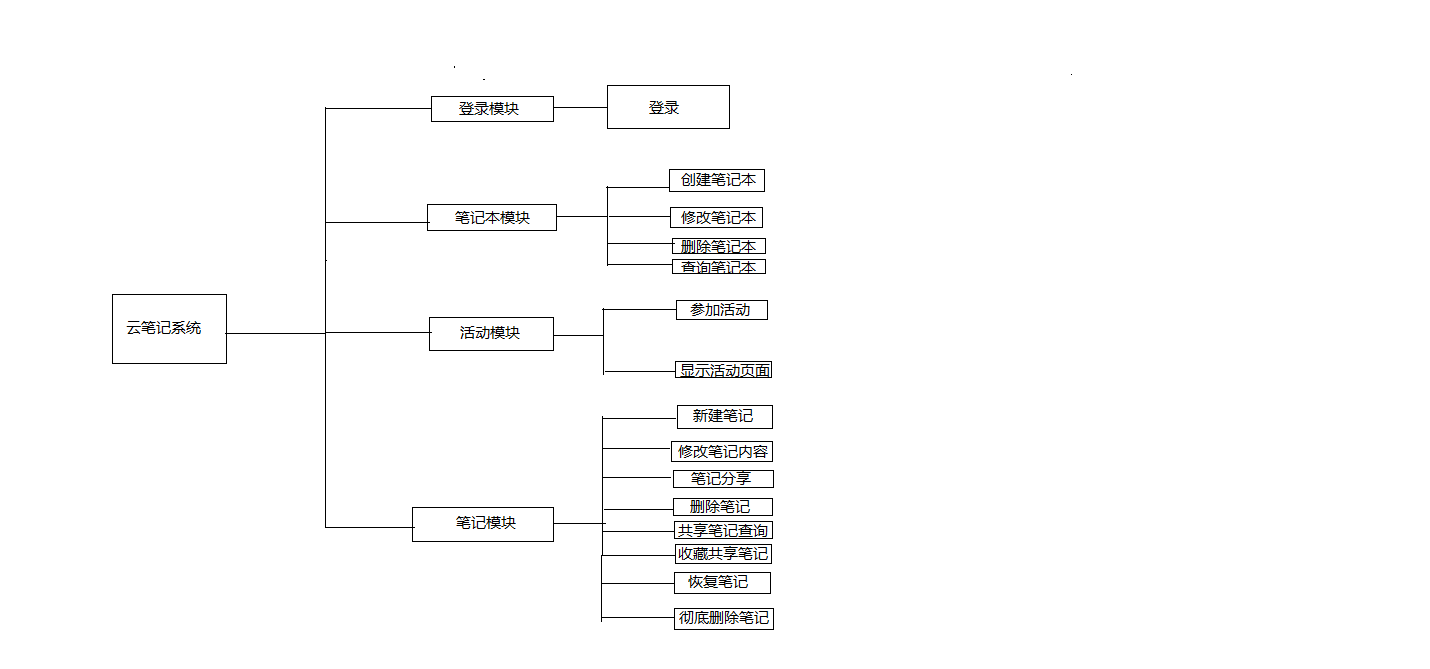 登录模块
登录
创建笔记本
笔记本模块
修改笔记本
删除笔记本
查询笔记本
参加活动
云笔记系统
活动模块
显示活动页面
新建笔记
修改笔记内容
笔记分享
删除笔记
笔记模块
共享笔记查询
收藏共享笔记
恢复笔记
彻底删除笔记